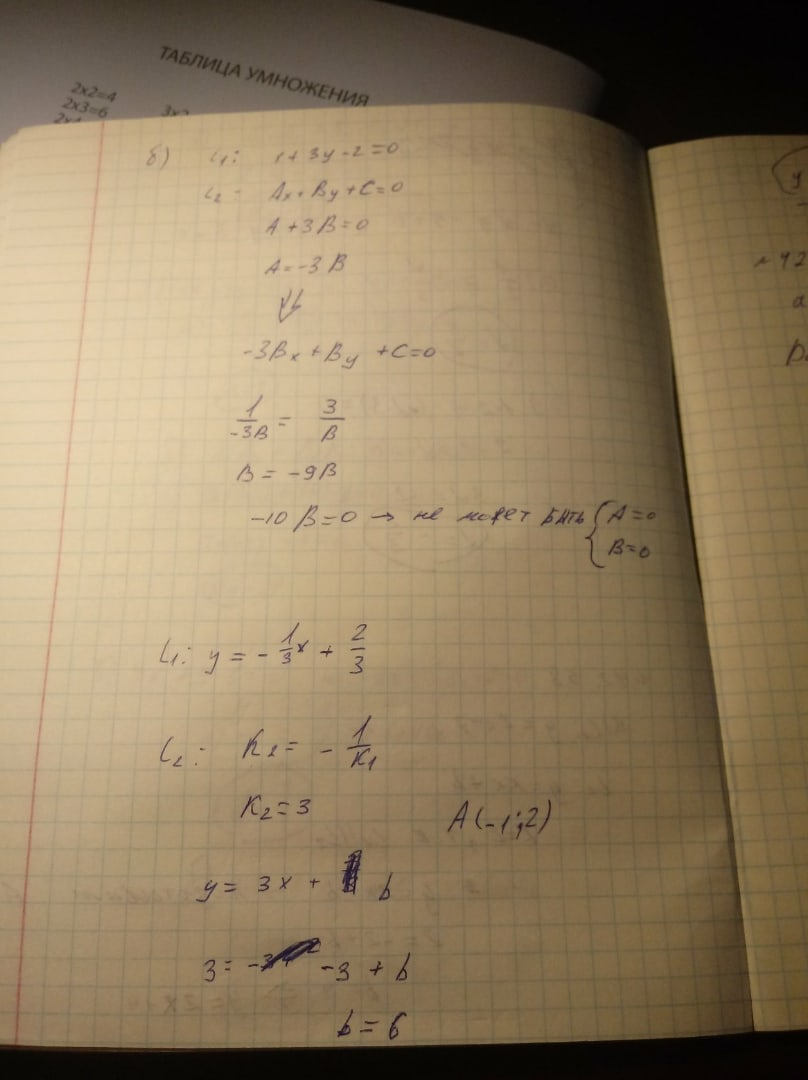 ТАБЛИЦА УМНОЖЕНИЯ
2x2=4
2x3=6
б) L₁: x + 3y - 2 = 0
L₂: Ax + By + C = 0
A + 3B = 0
A = -3B
⇓
-3Bx + By + C = 0
1/-3B = 3/B
B = -9B
-10B = 0 → не может быть { A = 0
B = 0
L₁: y = -1/3 x + 2/3
L₂: K₂ = - 1/K₁
K₂ = 3
A(-1;2)
y = 3x + b
3 = -3 + b
b = 6